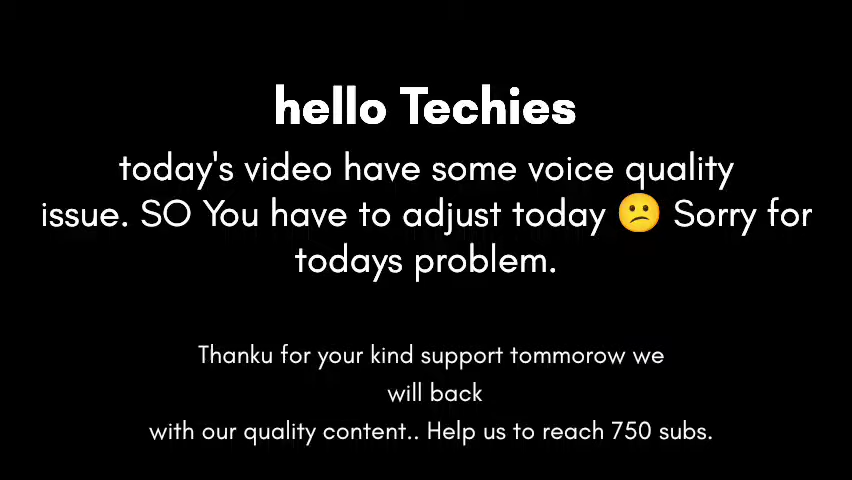 hello Techies
today's video have some voice quality
issue. SO You have to adjust today 😕 Sorry for
todays problem.
Thanku for your kind support tommorow we
will back
with our quality content.. Help us to reach 750 subs.